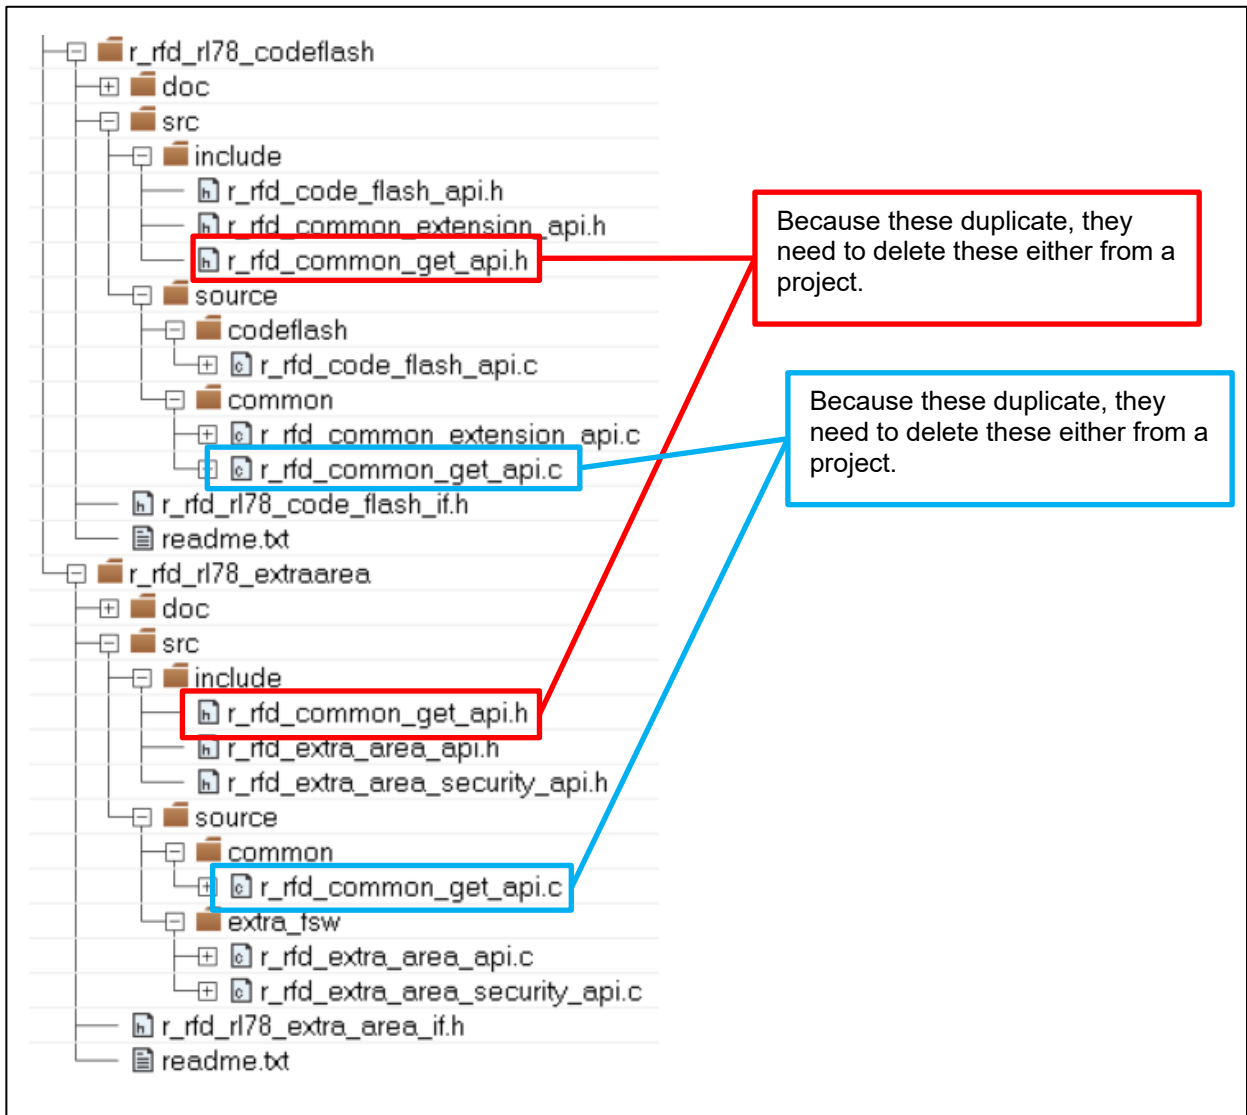 r_rfd_rl78_codeflash
doc
src
include
r_rfd_code_flash_api.h
r_rfd_common_extension_api.h
r_rfd_common_get_api.h
source
codeflash
r_rfd_code_flash_api.c
common
r_rfd_common_extension_api.c
r_rfd_common_get_api.c
r_rfd_rl78_code_flash_if.h
readme.txt
r_rfd_rl78_extraarea
doc
src
include
r_rfd_common_get_api.h
r_rfd_extra_area_api.h
r_rfd_extra_area_security_api.h
source
common
r_rfd_common_get_api.c
extra_fsw
r_rfd_extra_area_api.c
r_rfd_extra_area_security_api.c
r_rfd_rl78_extra_area_if.h
readme.txt
Because these duplicate, they
need to delete these either from a
project.
Because these duplicate, they
need to delete these either from a
project.